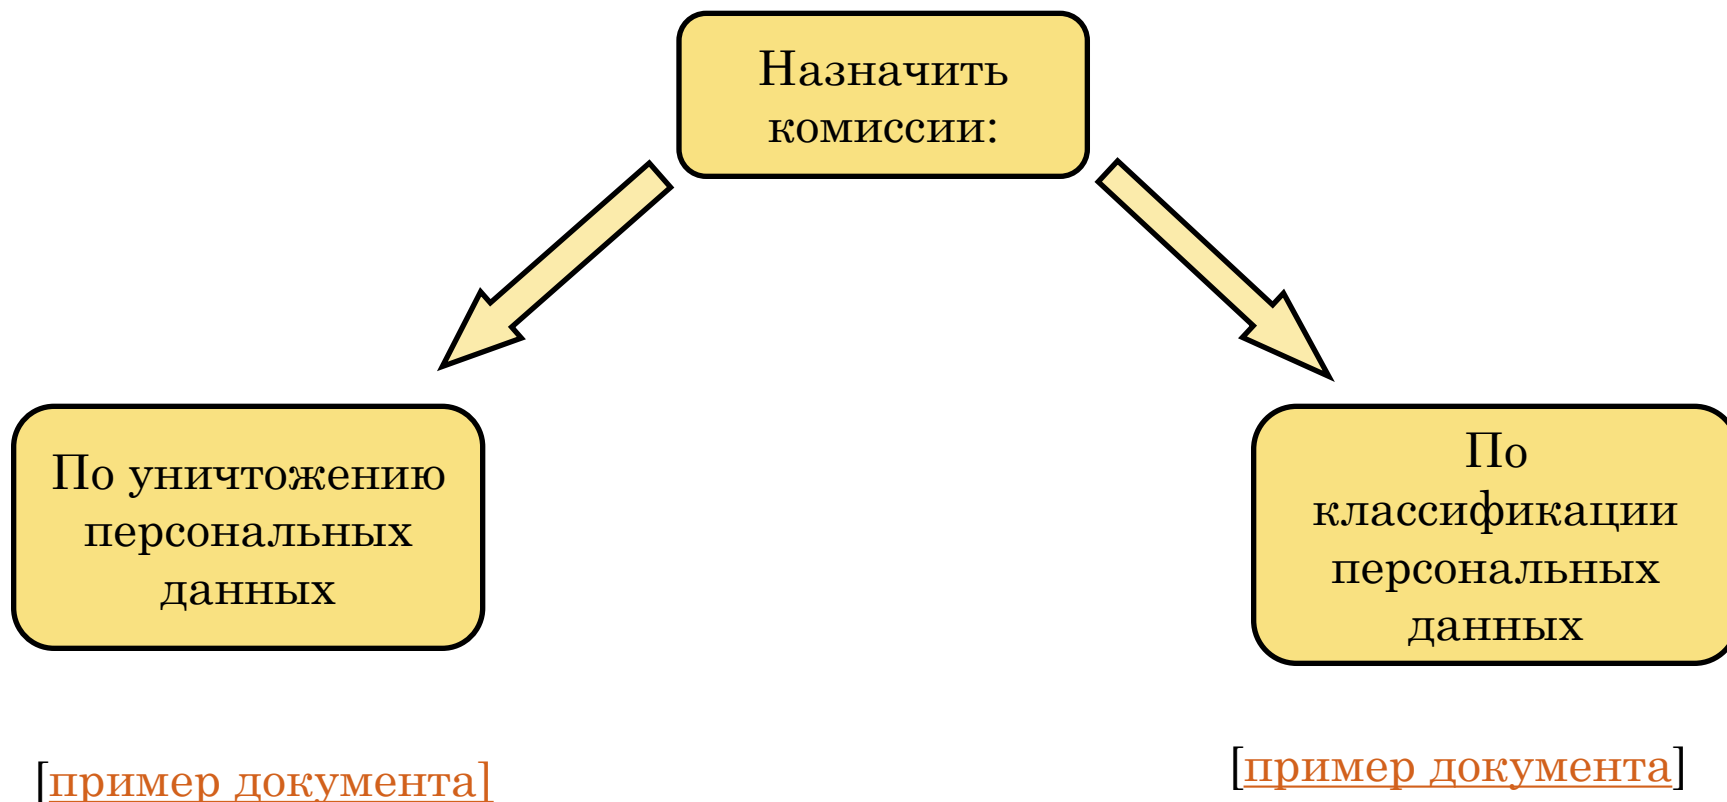 Назначить
комиссии:
По уничтожению
персональных
данных
По
классификации
персональных
данных
[пример документа]
[пример документа]